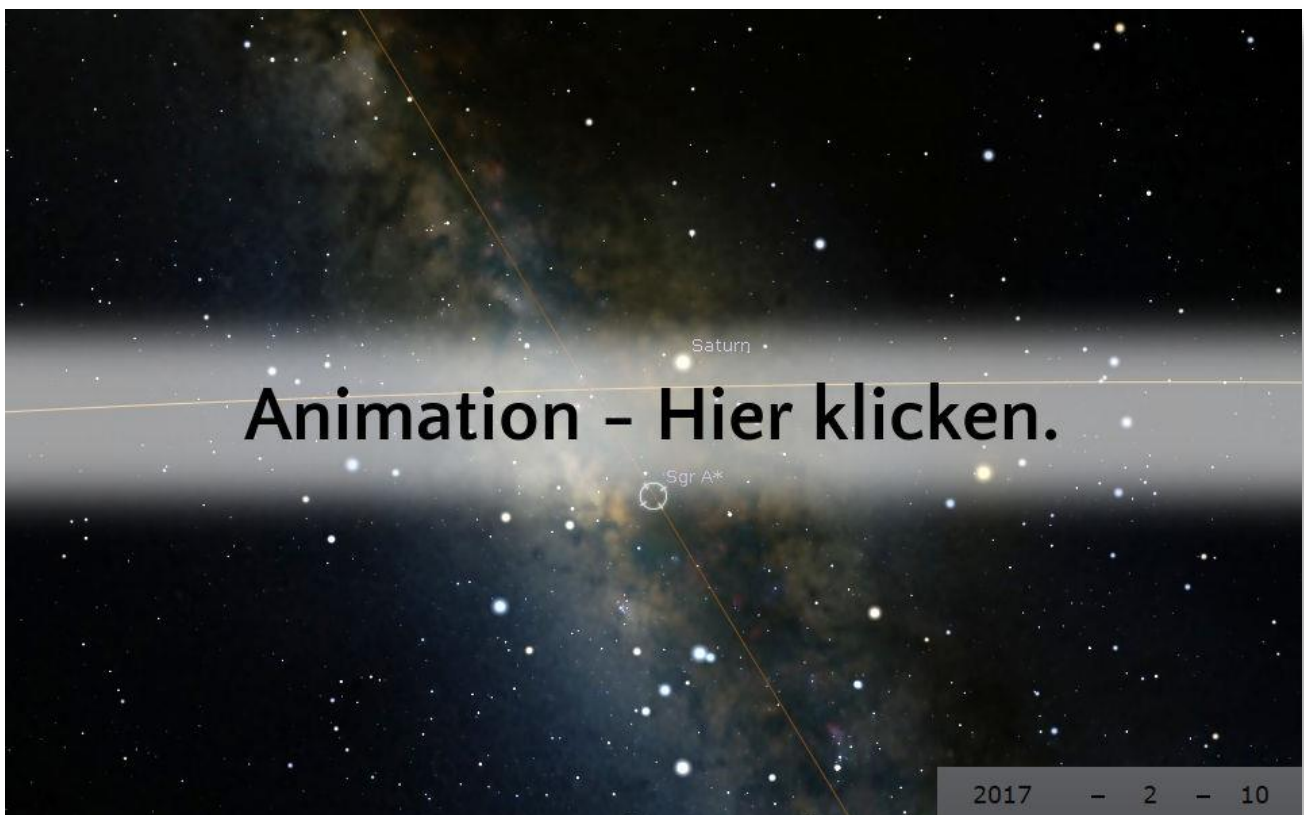 Saturn
Animation – Hier klicken.
Sgr A*
2017 – 2 – 10